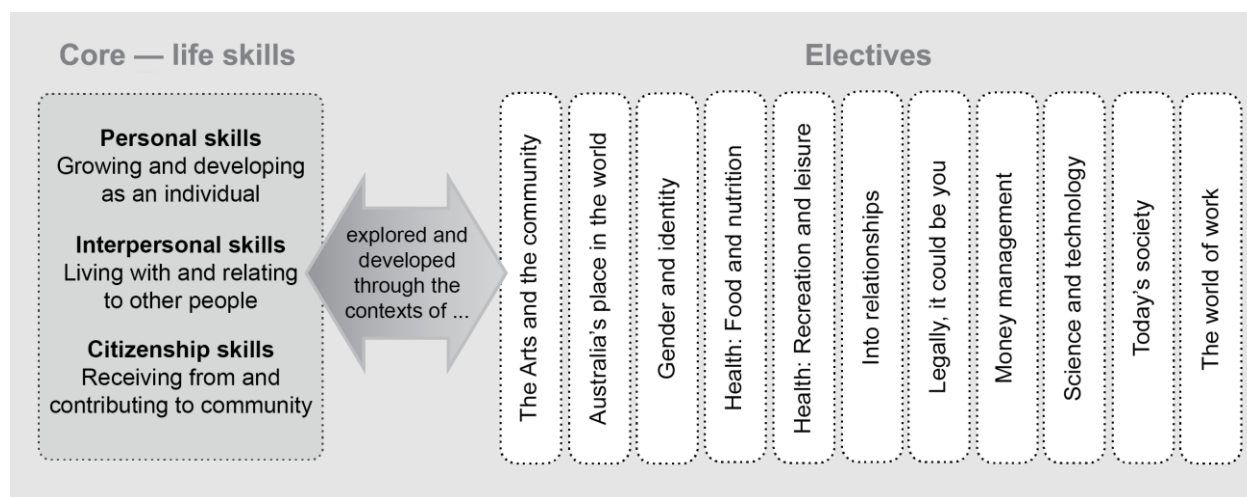 Core — life skills
Personal skills
Growing and developing
as an individual
Interpersonal skills
Living with and relating
to other people
Citizenship skills
Receiving from and
contributing to community
explored and
developed
through the
contexts of ...
Electives
The Arts and the community
Australia's place in the world
Gender and identity
Health: Food and nutrition
Health: Recreation and leisure
Into relationships
Legally, it could be you
Money management
Science and technology
Today's society
The world of work